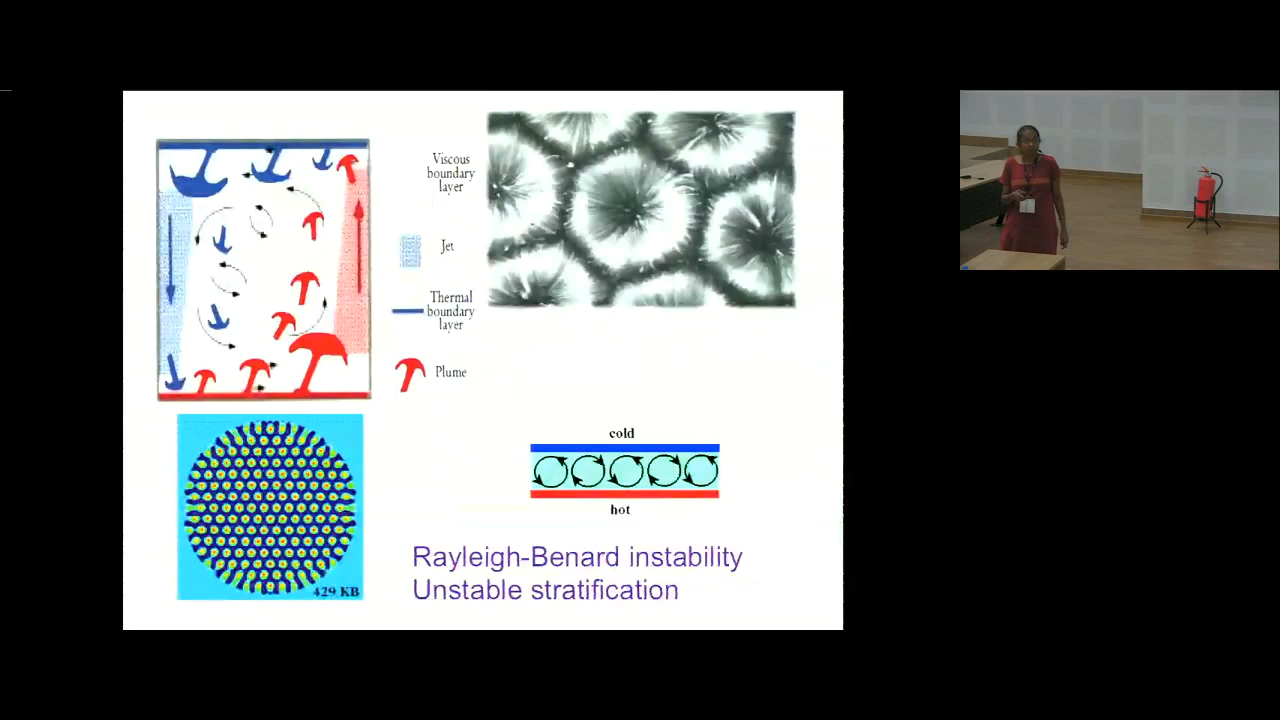 Viscous
boundary
layer
Jet
Thermal
boundary
layer
Plume
cold
hot
429 KB
Rayleigh-Benard instability
Unstable stratification